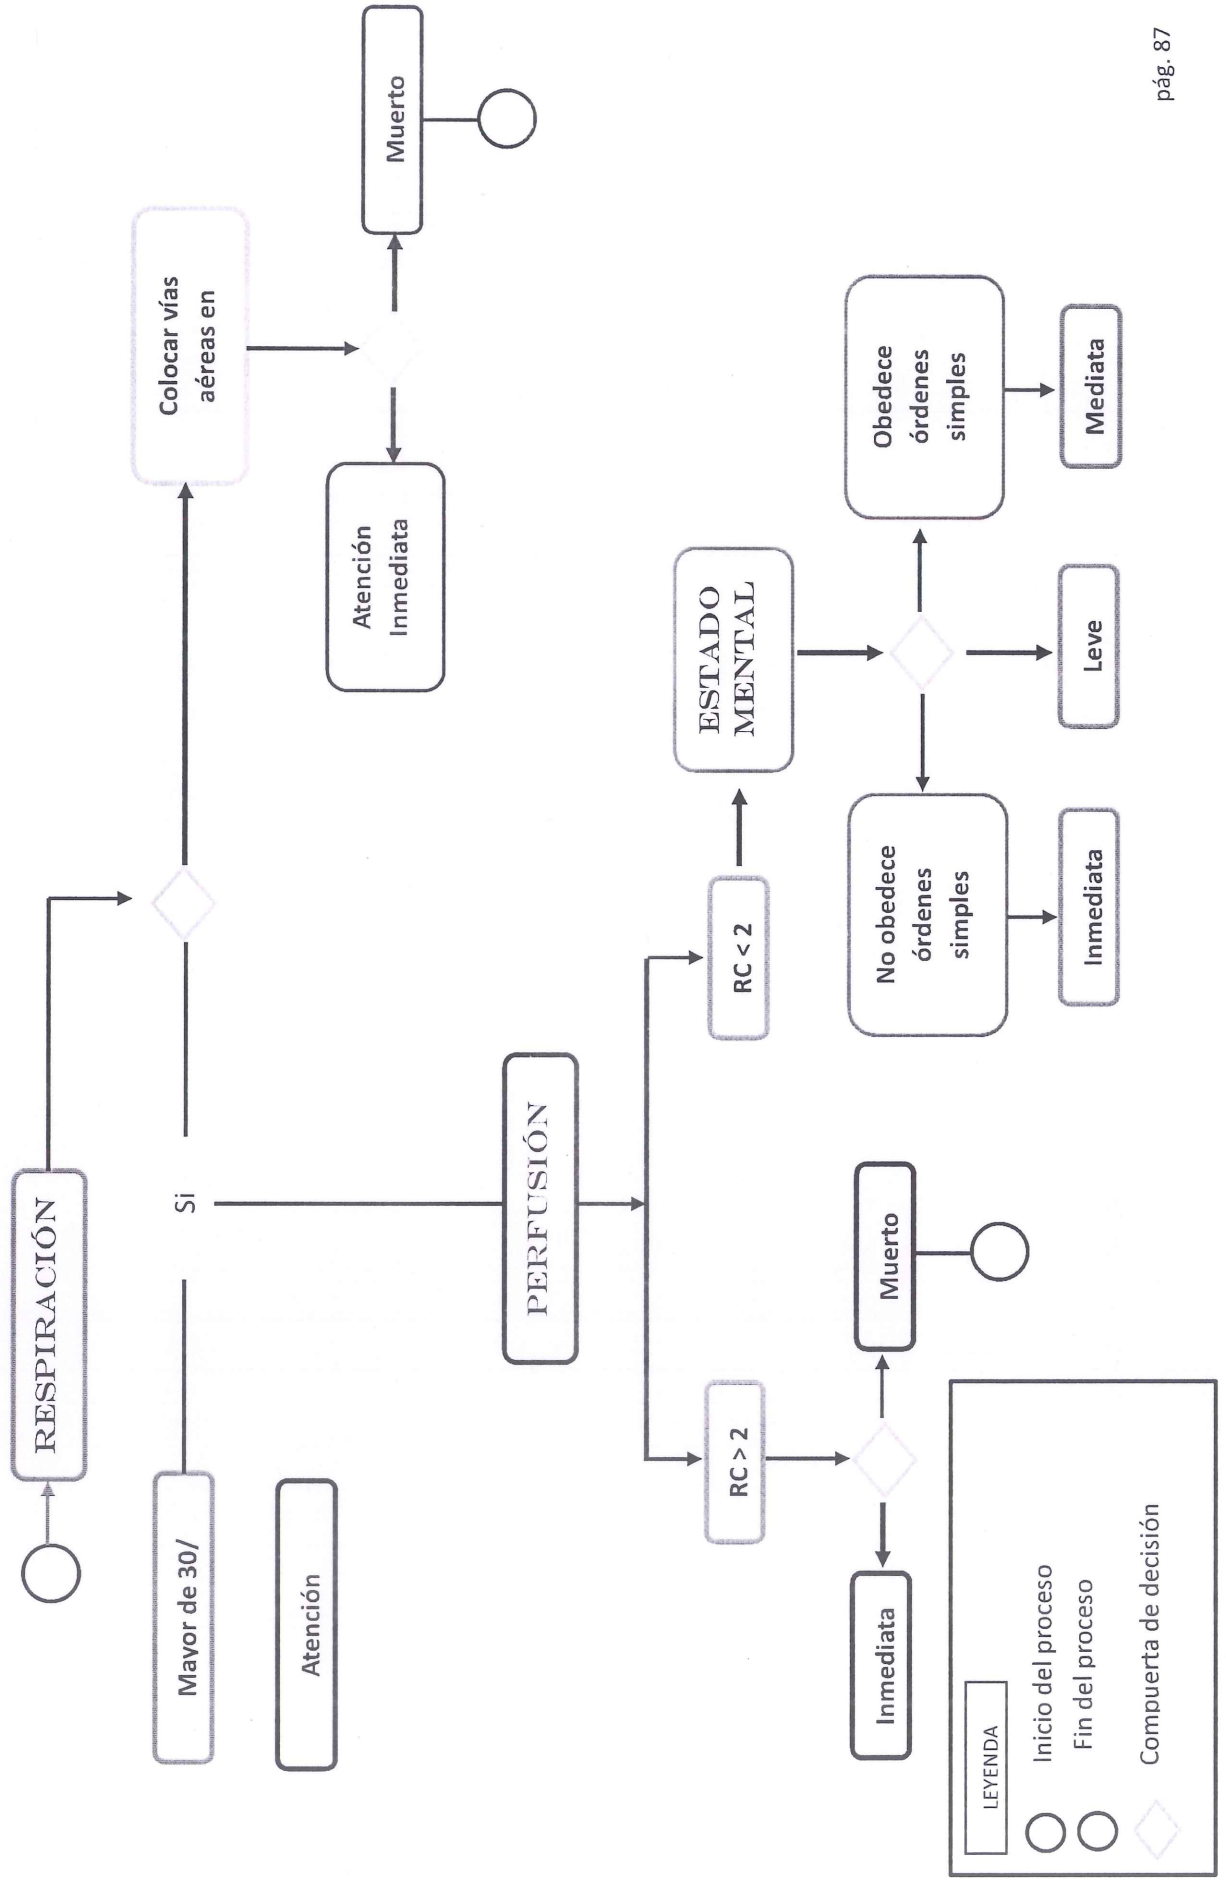 RESPIRACIÓN
Mavor de 30/
Si
Colocar vías
aéreas en
Atención
Atención
Inmediata
Muerto
PERFUSIÓN
RC > 2
RC < 2
ESTADO
MENTAL
Inmediata
Muerto
No obedece
órdenes
simples
Obedece
órdenes
simples
Inmediata
Leve
Mediata
LEYENDA
Inicio del proceso
Fin del proceso
Compuerta de decisión
pág. 87